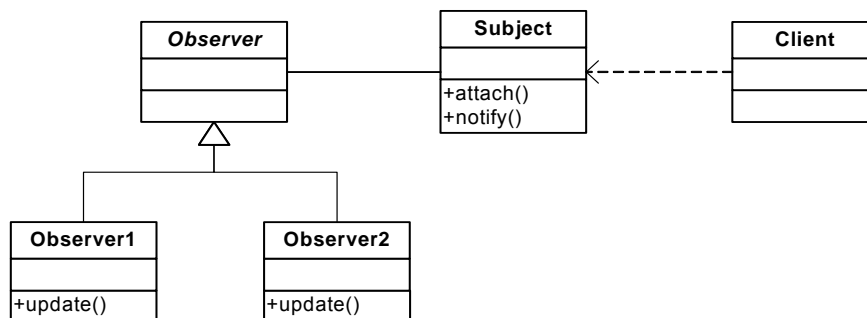 Observer
Subject
Client
+attach()
+notify()
Observer1
Observer2
+update()
+update()